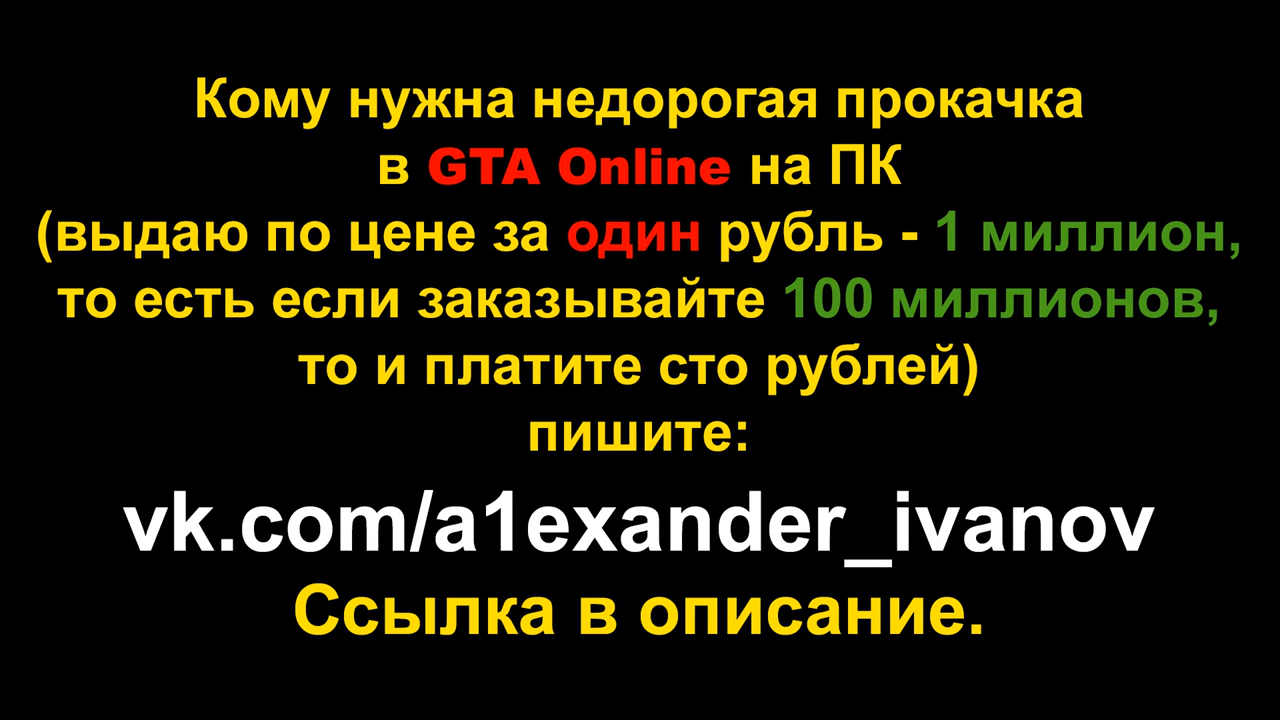 Кому нужна недорогая прокачка
в GTA Online на ПК
(выдаю по цене за один рубль - 1 миллион,
то есть если заказывайте 100 миллионов,
то и платите сто рублей)
пишите:
vk.com/a1exander_ivanov
Ссылка в описание.